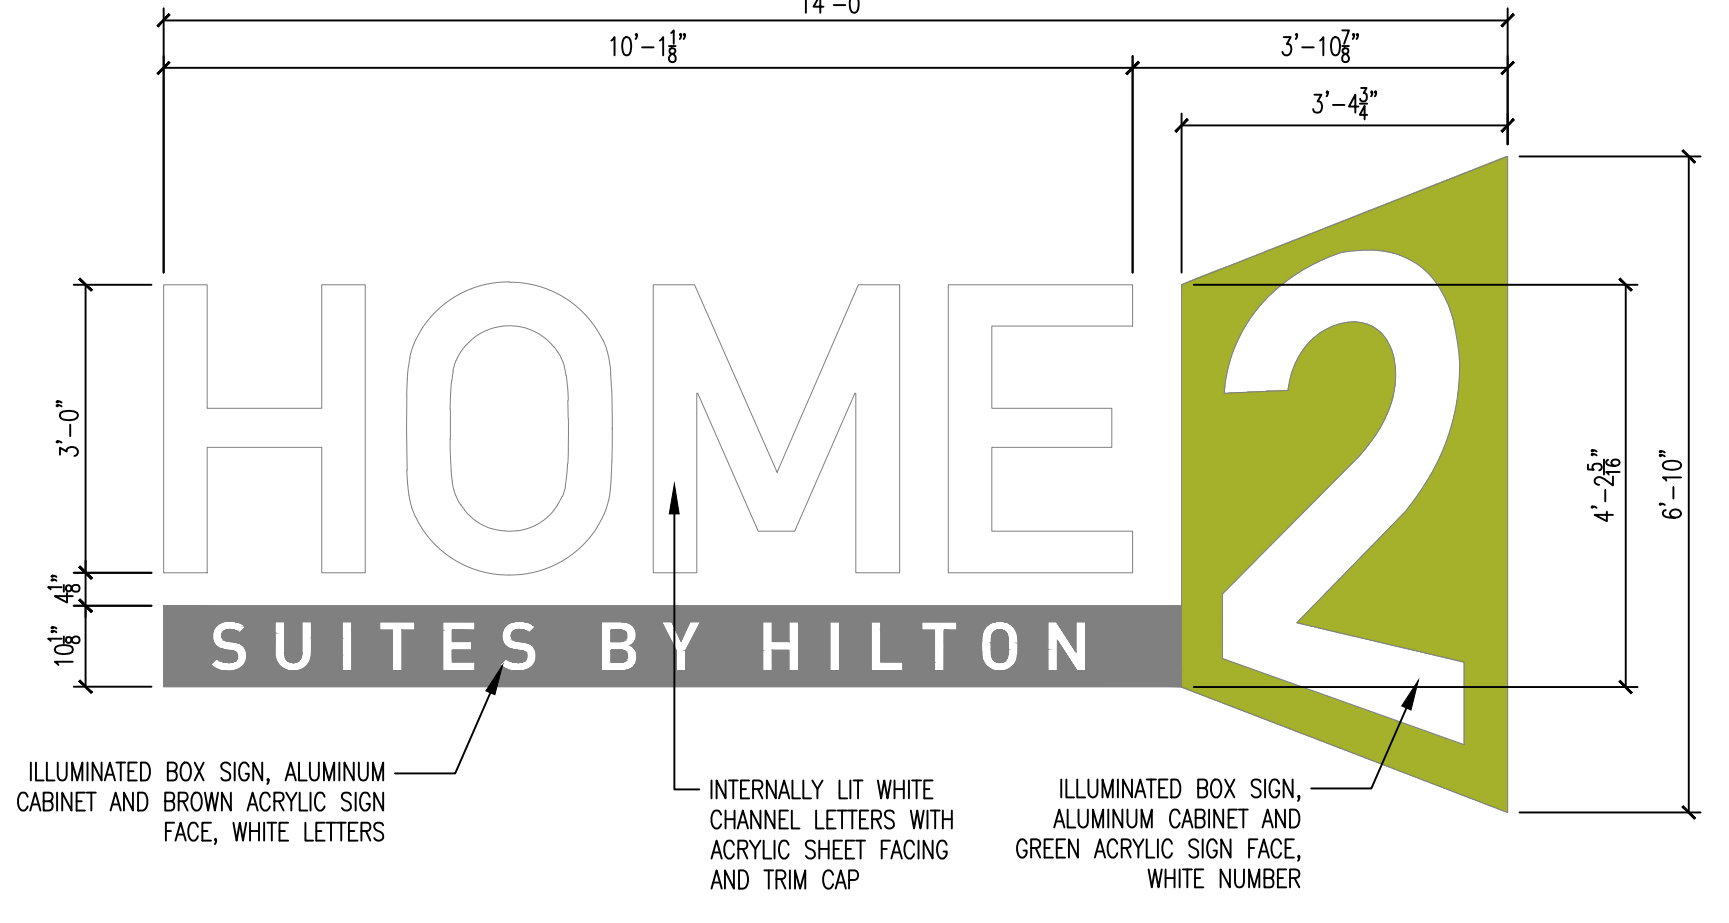 14'-0
10'-1⅛"
3'-10⅞"
3'-4¾"
3'-0"
4⅛"
10⅛"
4'-2 5/16"
6'-10"
HOME
2
SUITES BY HILTON
ILLUMINATED BOX SIGN, ALUMINUM
CABINET AND BROWN ACRYLIC SIGN
FACE, WHITE LETTERS
INTERNALLY LIT WHITE
CHANNEL LETTERS WITH
ACRYLIC SHEET FACING
AND TRIM CAP
ILLUMINATED BOX SIGN,
ALUMINUM CABINET AND
GREEN ACRYLIC SIGN FACE,
WHITE NUMBER